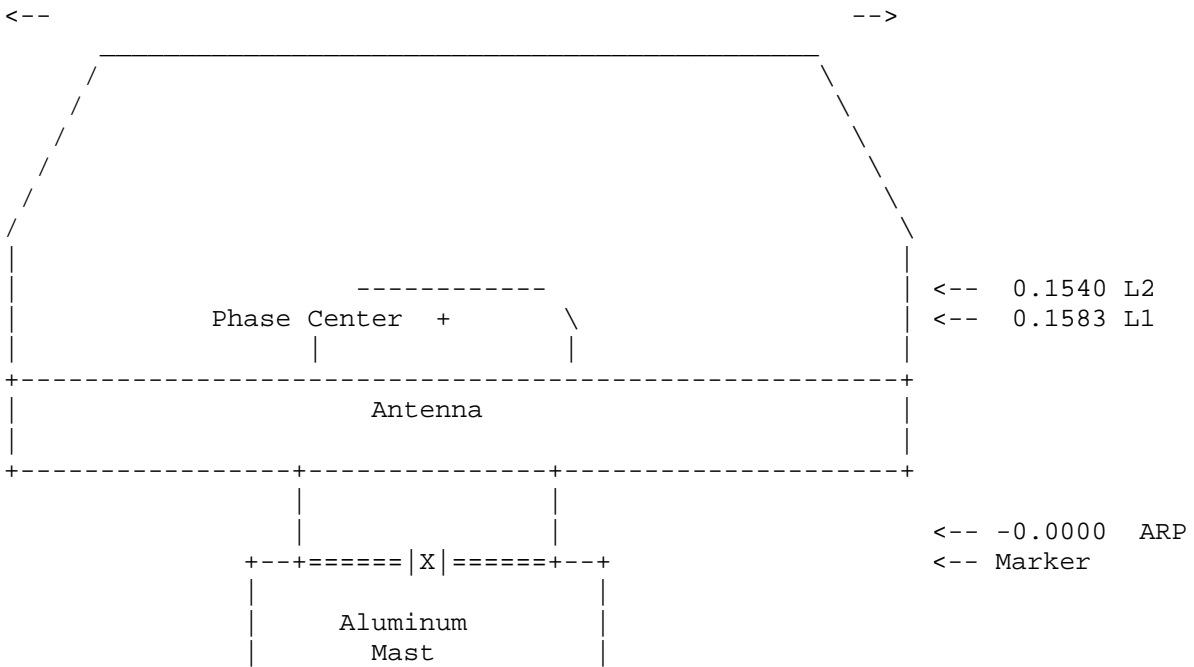 <-- -->
<-- 0.1540 L2
Phase Center + <-- 0.1583 L1
Antenna
<-- -0.0000 ARP
|X| <-- Marker
Aluminum
Mast